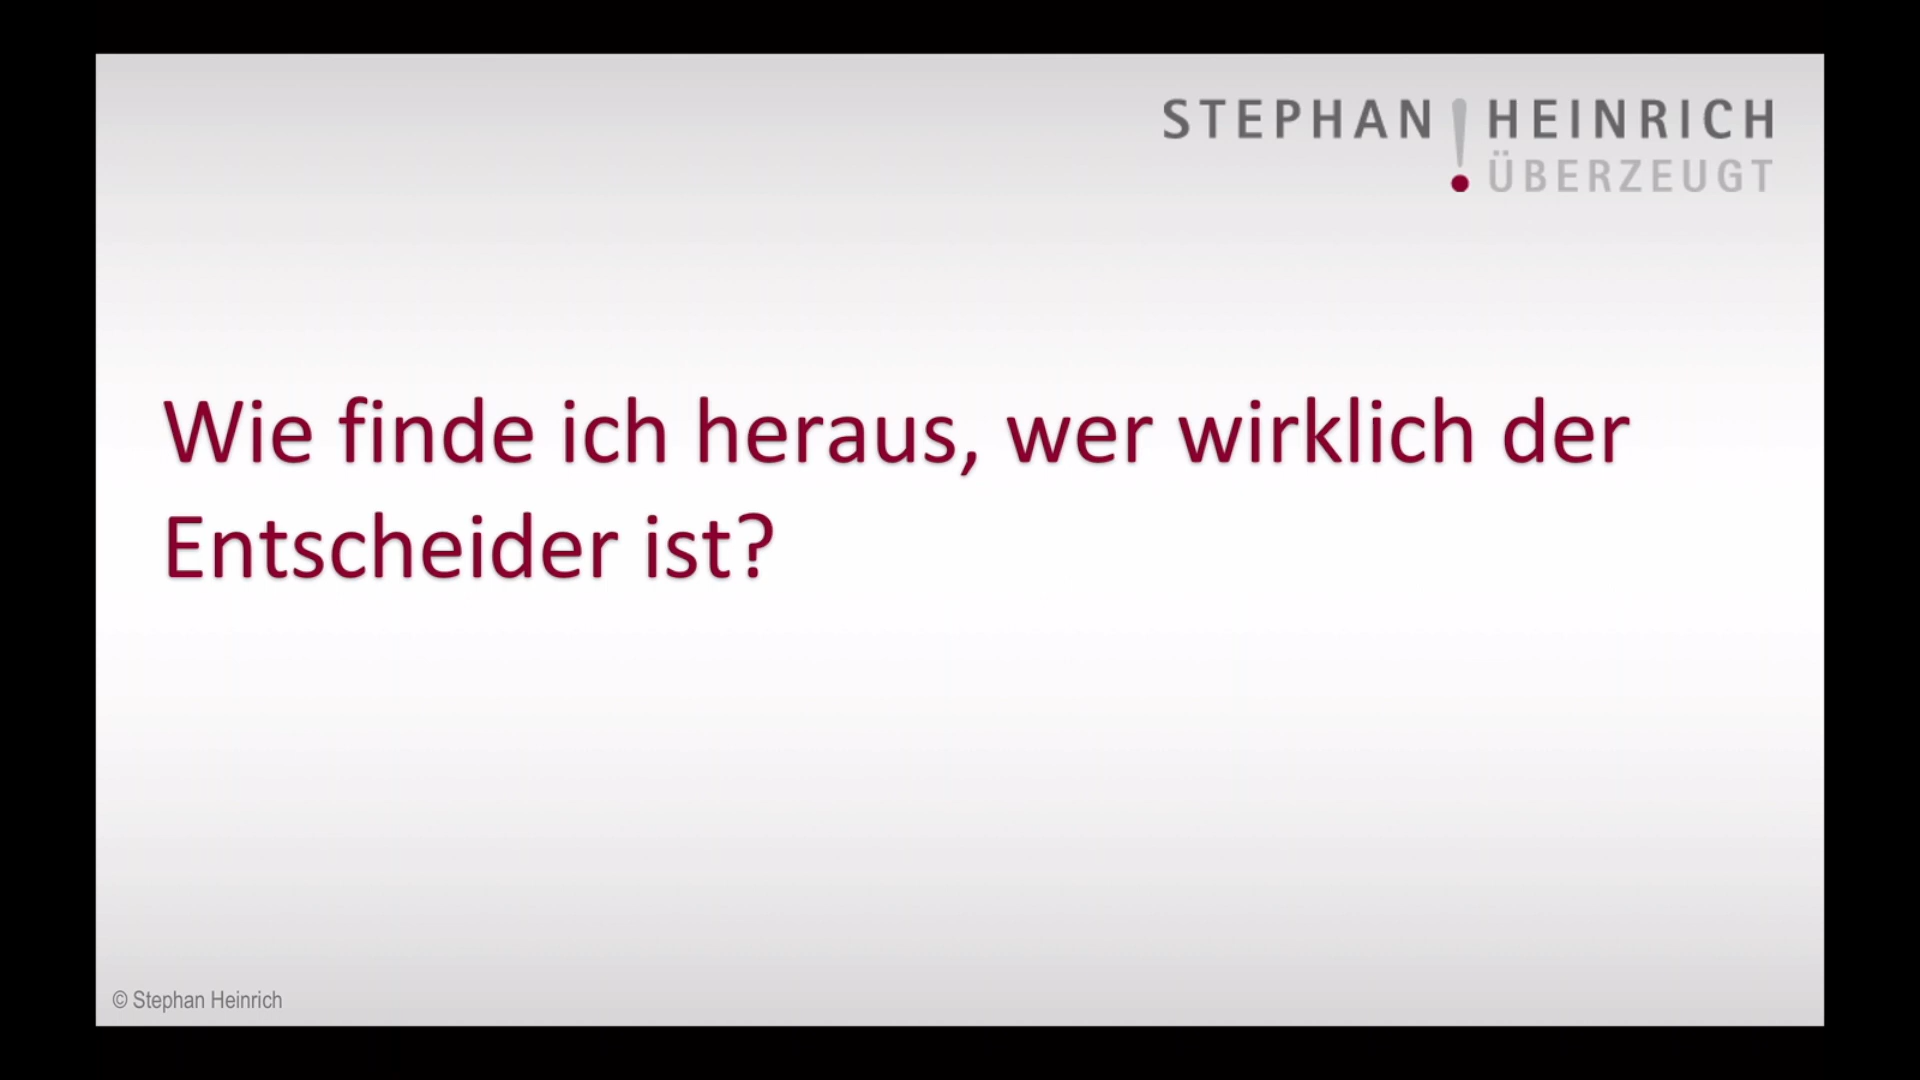 STEPHAN ! HEINRICH
ÜBERZEUGT
Wie finde ich heraus, wer wirklich der
Entscheider ist?
© Stephan Heinrich